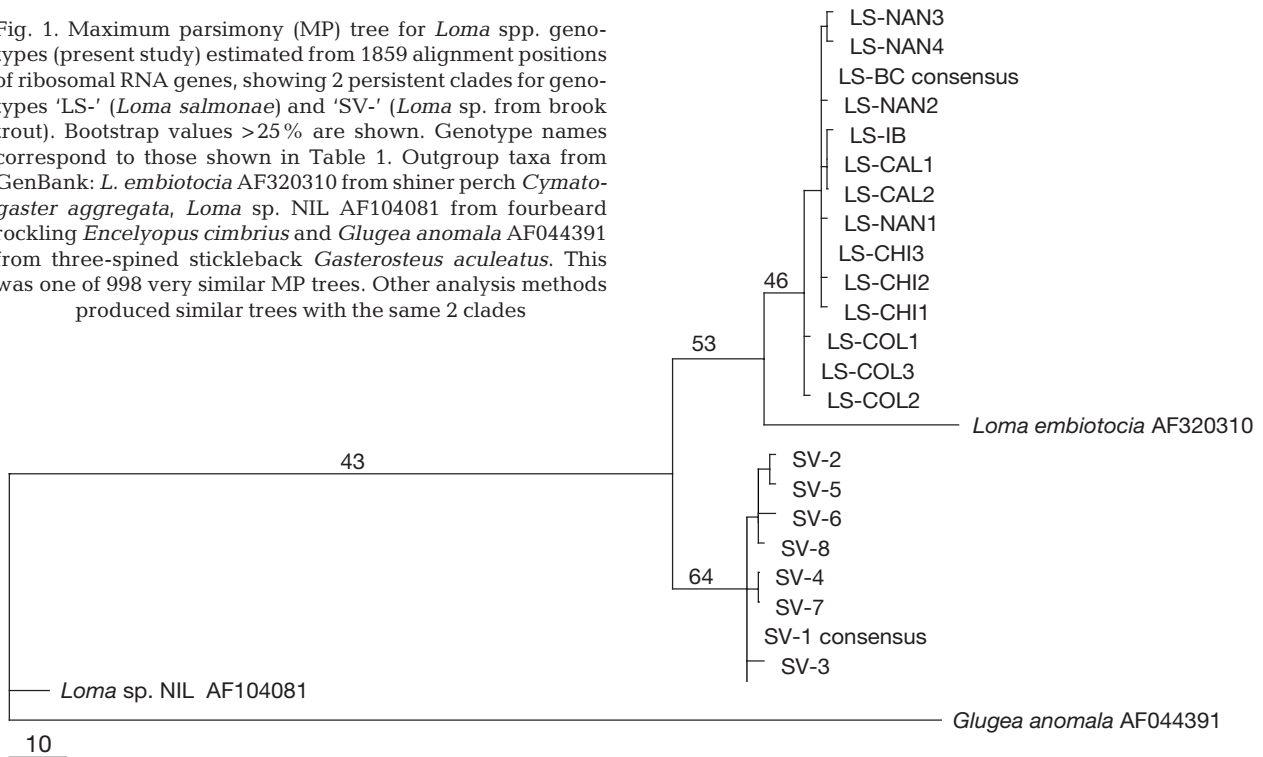 Fig. 1. Maximum parsimony (MP) tree for Loma spp. geno-
types (present study) estimated from 1859 alignment positions
of ribosomal RNA genes, showing 2 persistent clades for geno-
types 'LS-' (Loma salmonae) and 'SV-' (Loma sp. from brook
trout). Bootstrap values >25% are shown. Genotype names
correspond to those shown in Table 1. Outgroup taxa from
GenBank: L. embiotocia AF320310 from shiner perch Cymato-
gaster aggregata, Loma sp. NIL AF104081 from fourbeard
rockling Encelyopus cimbrius and Glugea anomala AF044391
from three-spined stickleback Gasterosteus aculeatus. This
was one of 998 very similar MP trees. Other analysis methods
produced similar trees with the same 2 clades
LS-NAN3
LS-NAN4
LS-BC consensus
LS-NAN2
LS-IB
LS-CAL1
LS-CAL2
LS-NAN1
LS-CHI3
LS-CHI2
LS-CHI1
LS-COL1
LS-COL3
LS-COL2
46
53
Loma embiotocia AF320310
43
SV-2
SV-5
SV-6
SV-8
SV-4
SV-7
SV-1 consensus
SV-3
64
Loma sp. NIL AF104081
Glugea anomala AF044391
10